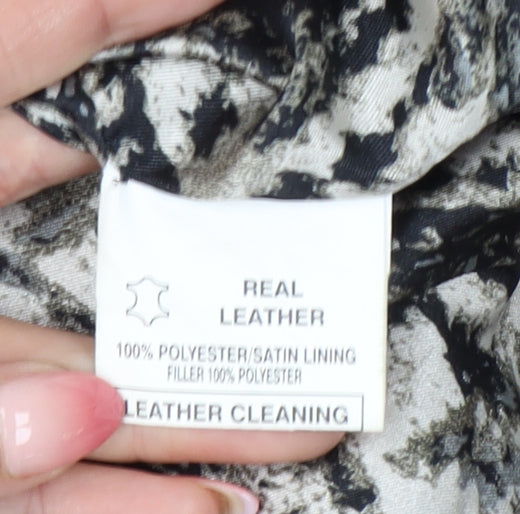 REAL
LEATHER
100% POLYESTER/SATIN LINING
FILLER 100% POLYESTER
LEATHER CLEANING